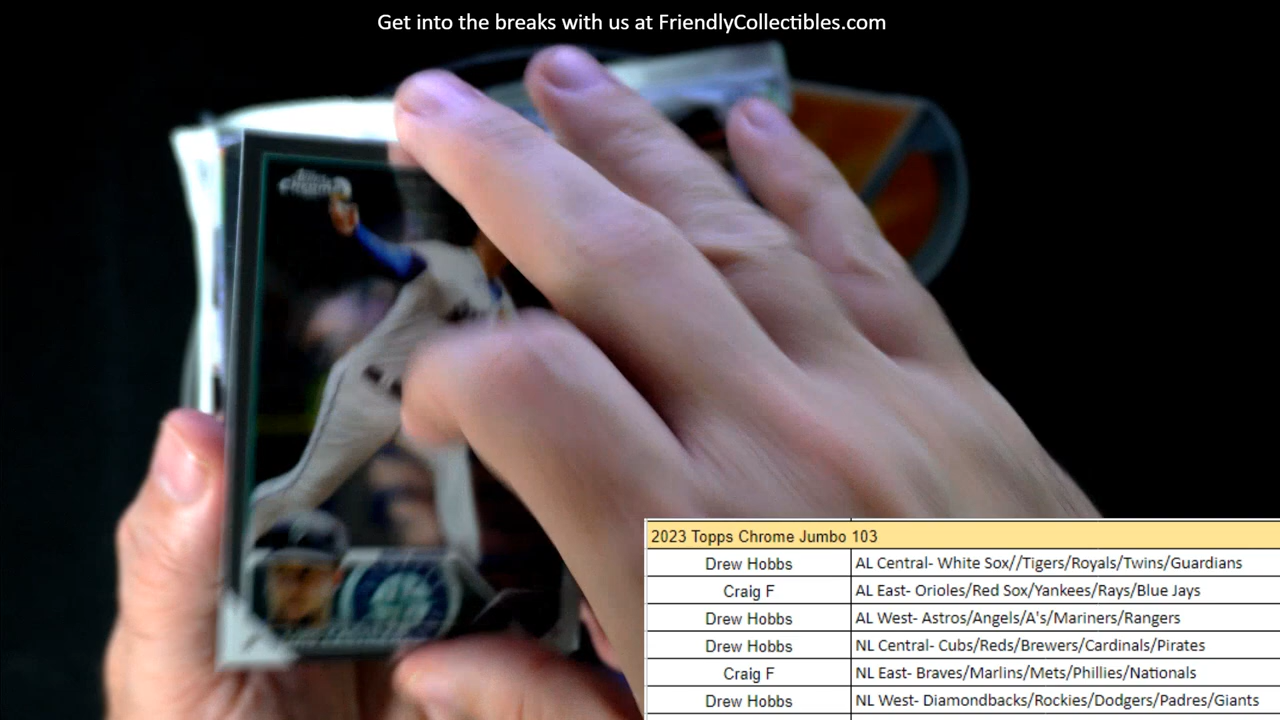 Get into the breaks with us at FriendlyCollectibles.com
2023 Topps Chrome Jumbo 103
Drew Hobbs AL Central- White Sox//Tigers/Royals/Twins/Guardians
Craig F AL East- Orioles/Red Sox/Yankees/Rays/Blue Jays
Drew Hobbs AL West- Astros/Angels/A's/Mariners/Rangers
Drew Hobbs NL Central- Cubs/Reds/Brewers/Cardinals/Pirates
Craig F NL East- Braves/Marlins/Mets/Phillies/Nationals
Drew Hobbs NL West- Diamondbacks/Rockies/Dodgers/Padres/Giants